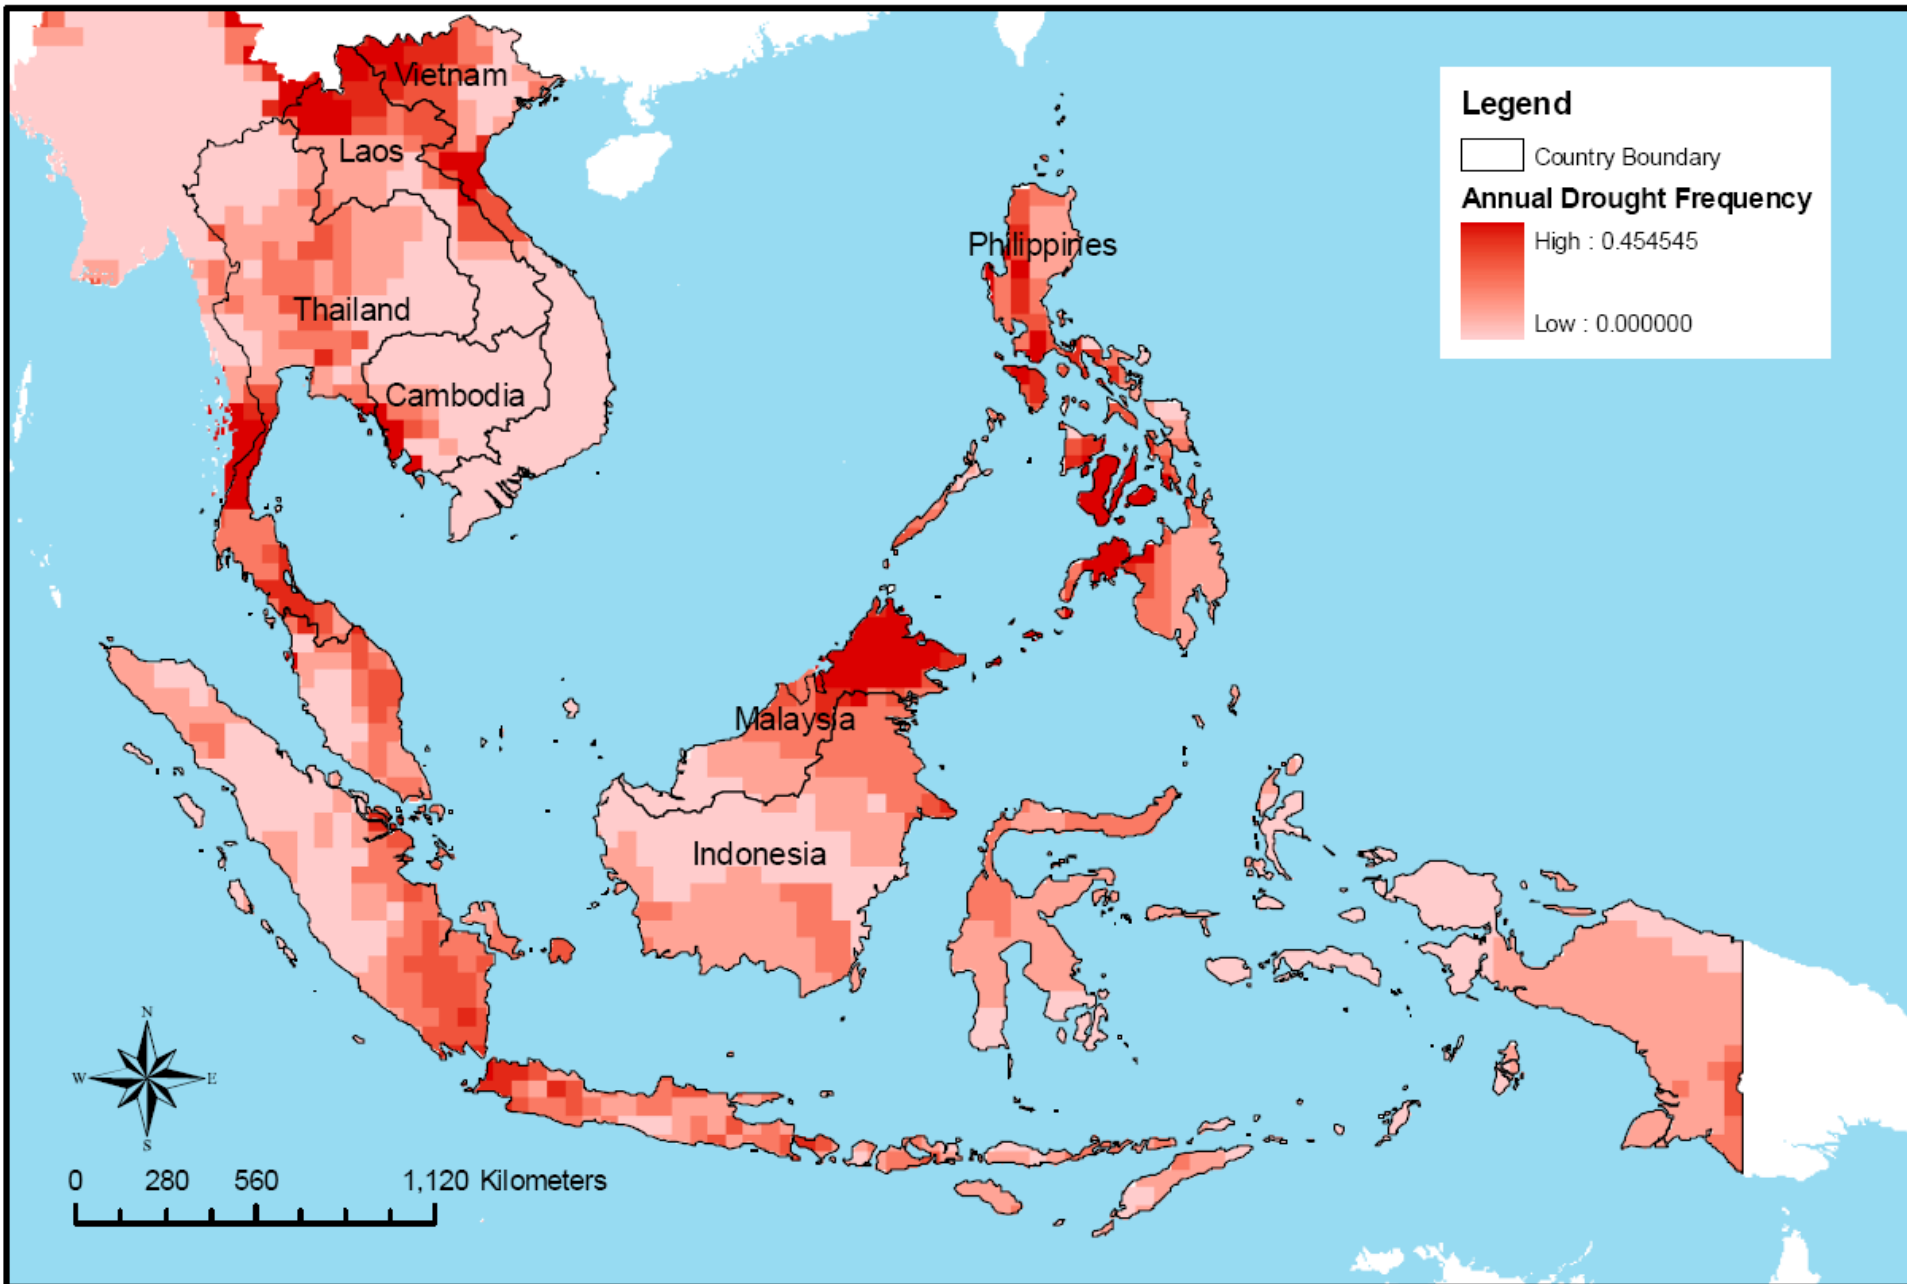 Vietnam
Laos
Thailand
Cambodia
Philippines
Malaysia
Indonesia
Legend
Country Boundary
Annual Drought Frequency
High : 0.454545
Low : 0.000000
N
W E
S
0 280 560 1,120 Kilometers